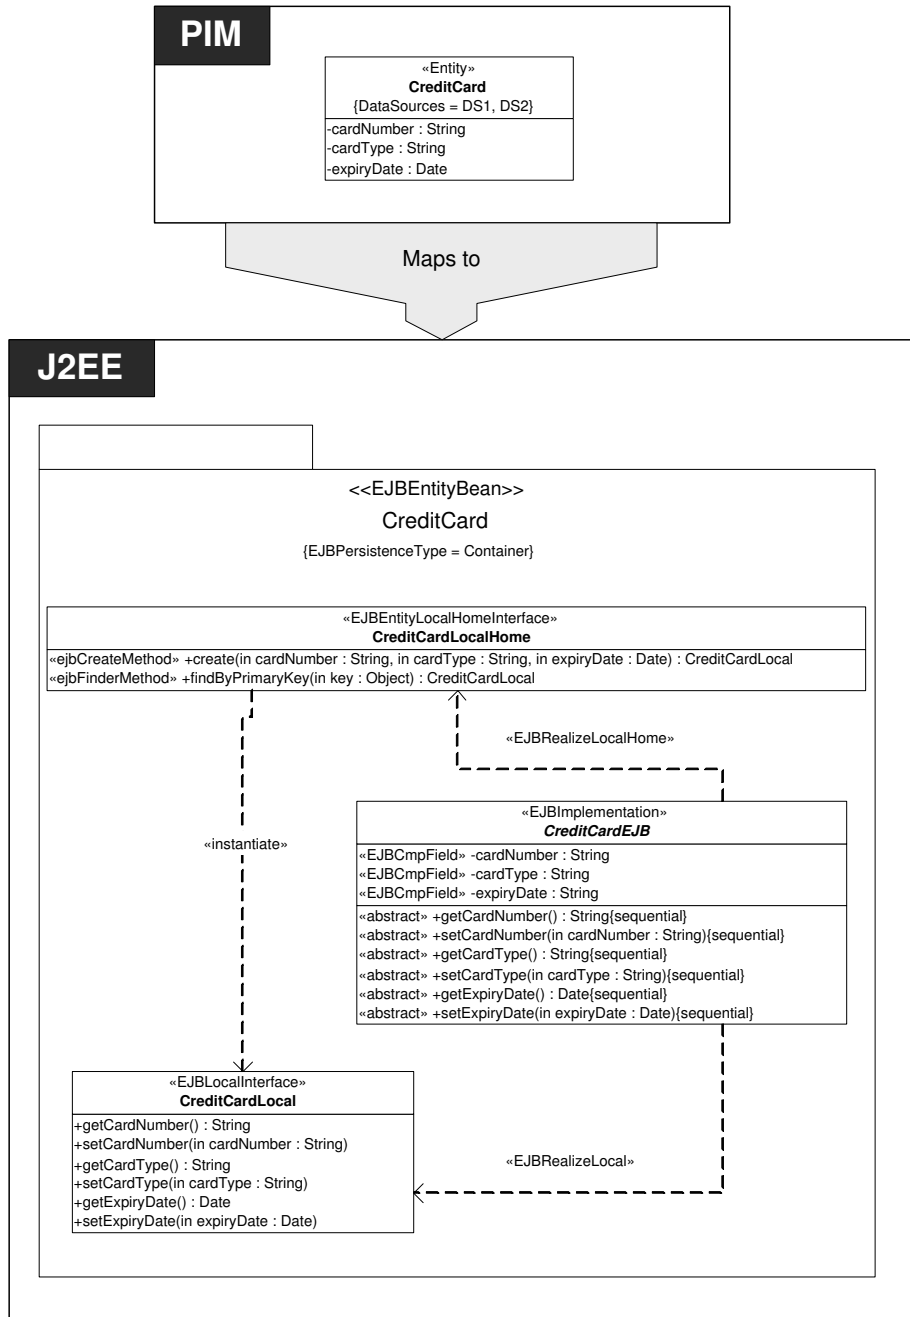 PIM
«Entity»
CreditCard
{DataSources = DS1, DS2}
-cardNumber : String
-cardType : String
-expiryDate : Date
Maps to
J2EE
<<EJBEntityBean>>
CreditCard
{EJBPersistenceType = Container}
«EJBEntityLocalHomeInterface»
CreditCardLocalHome
«ejbCreateMethod» +create(in cardNumber : String, in cardType : String, in expiryDate : Date) : CreditCardLocal
«ejbFinderMethod» +findByPrimaryKey(in key : Object) : CreditCardLocal
«EJBRealizeLocalHome»
«instantiate»
«EJBImplementation»
CreditCardEJB
«EJBCmpField» -cardNumber : String
«EJBCmpField» -cardType : String
«EJBCmpField» -expiryDate : String
«abstract» +getCardNumber() : String{sequential}
«abstract» +setCardNumber(in cardNumber : String){sequential}
«abstract» +getCardType() : String{sequential}
«abstract» +setCardType(in cardType : String){sequential}
«abstract» +getExpiryDate() : Date{sequential}
«abstract» +setExpiryDate(in expiryDate : Date){sequential}
«EJBLocalInterface»
CreditCardLocal
+getCardNumber() : String
+setCardNumber(in cardNumber : String)
+getCardType() : String
+setCardType(in cardType : String)
+getExpiryDate() : Date
+setExpiryDate(in expiryDate : Date)
«EJBRealizeLocal»